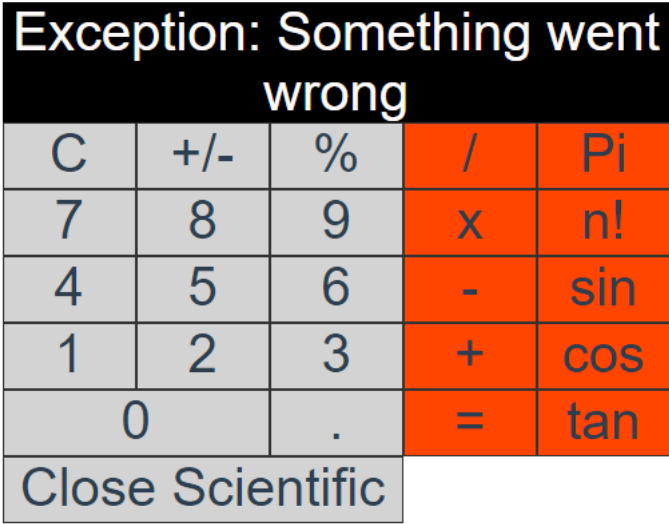 Exception: Something went
wrong
C +/- % / Pi
7 8 9 x n!
4 5 6 - sin
1 2 3 + cos
0 . = tan
Close Scientific